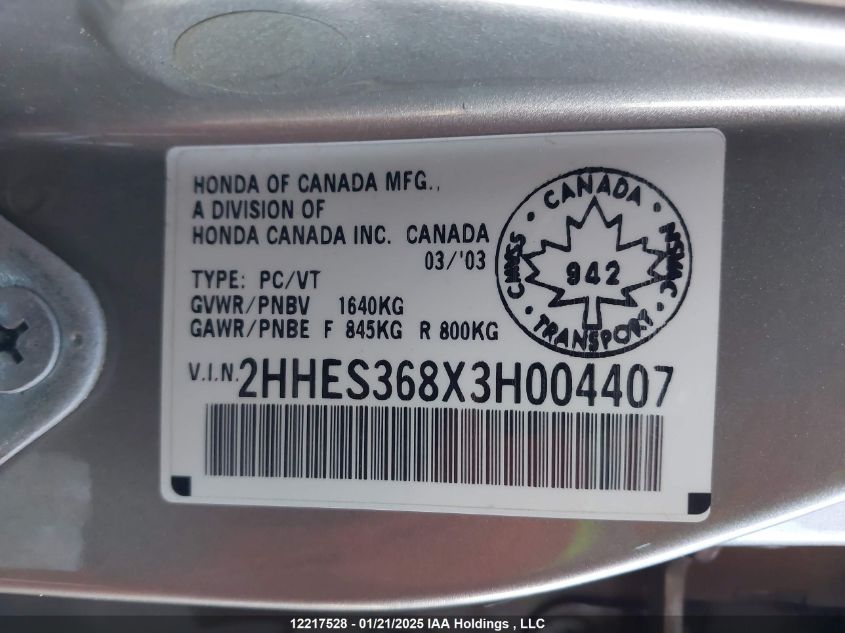 HONDA OF CANADA MFG.,
A DIVISION OF
HONDA CANADA INC. CANADA
03/'03
TYPE: PC/VT
GVWR/PNBV 1640KG
GAWR/PNBE F 845KG R 800KG
CANADA
CMVSS 942 NSVAC
TRANSPORT
V.I.N. 2HHES368X3H004407
12217528 - 01/21/2025 IAA Holdings, LLC